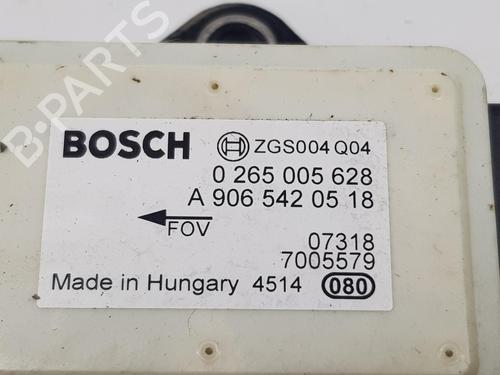 B-PARTS
BOSCH ZGS004 Q04
0 265 005 628
A 906 542 05 18
FOV
07318
7005579
Made in Hungary 4514 080